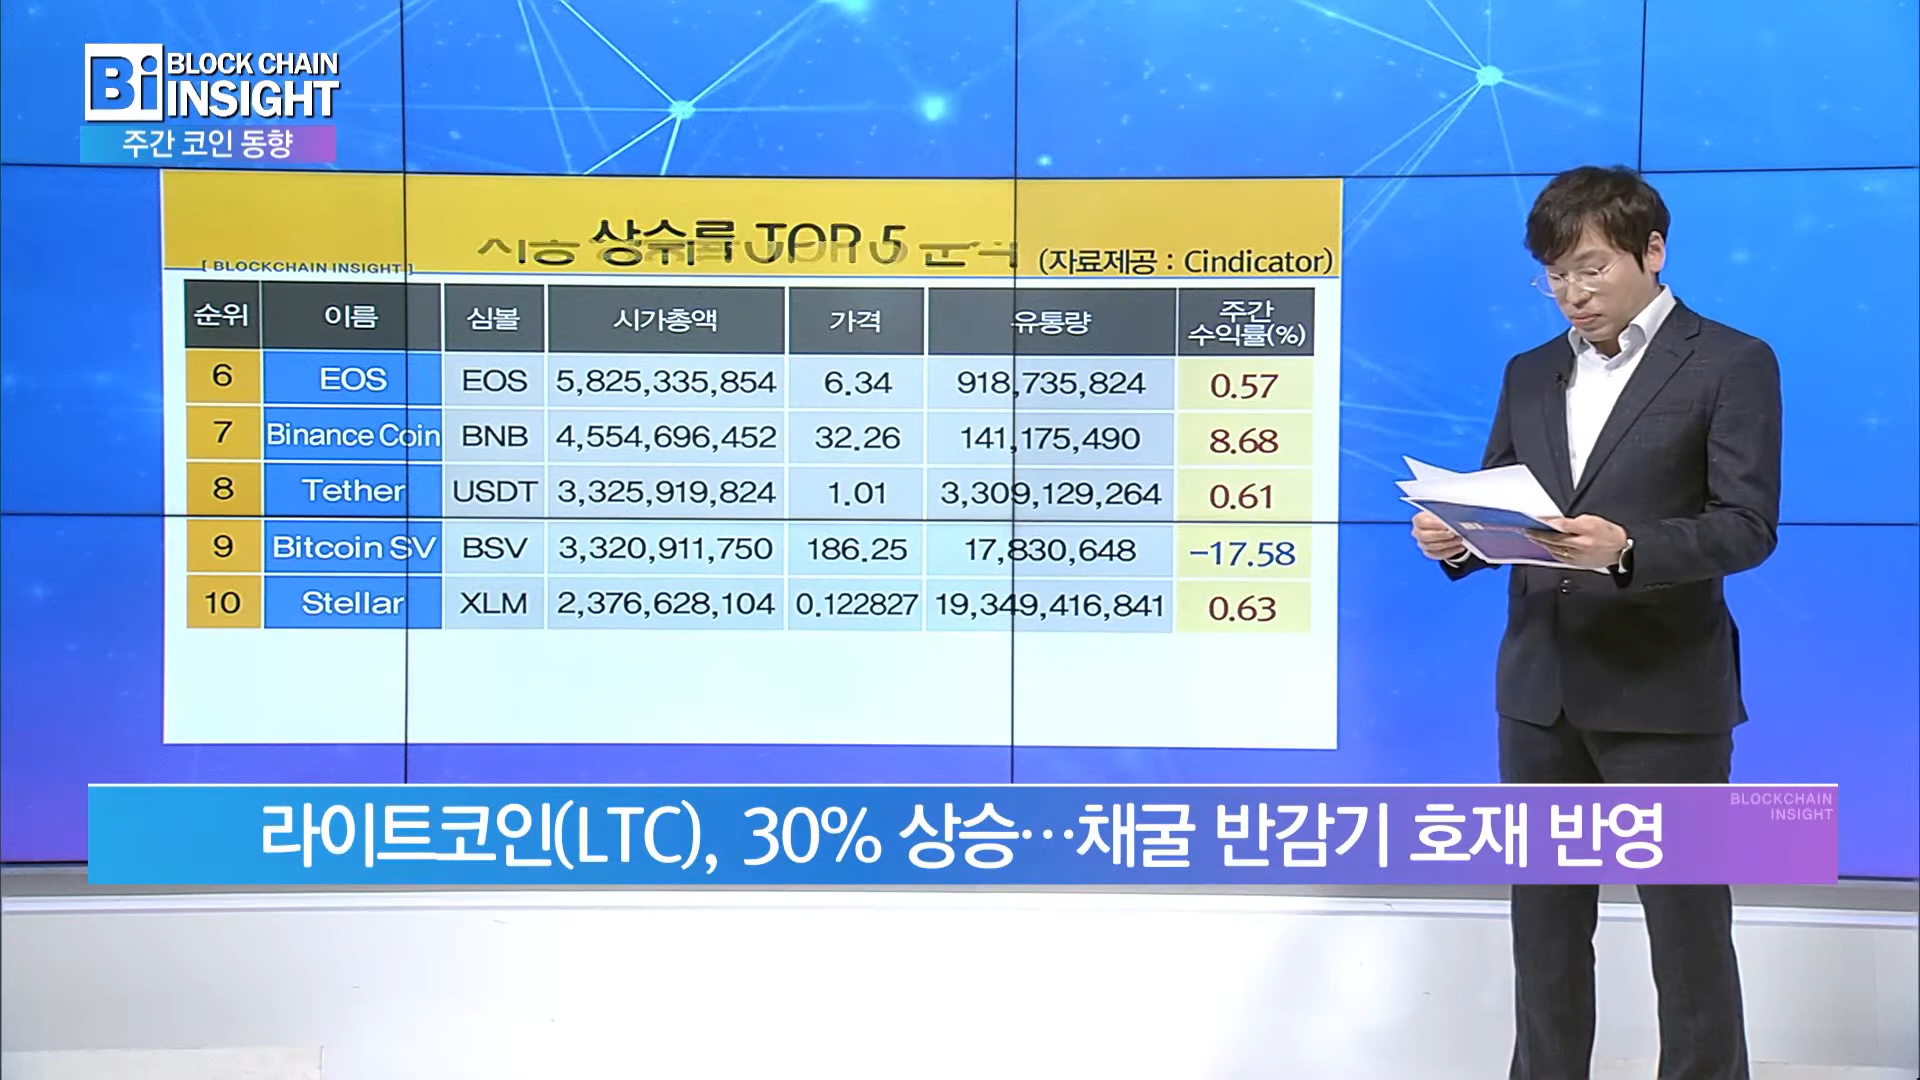 Bi BLOCK CHAIN
INSIGHT
주간 코인 동향
상승률 TOP 5
(자료제공 : Cindicator)
[ BLOCKCHAIN INSIGHT ]
순위 이름 심볼 시가총액 가격 유통량 주간
수익률(%)
6 EOS EOS 5,825,335,854 6.34 918,735,824 0.57
7 Binance Coin BNB 4,554,696,452 32.26 141,175,490 8.68
8 Tether USDT 3,325,919,824 1.01 3,309,129,264 0.61
9 Bitcoin SV BSV 3,320,911,750 186.25 17,830,648 -17.58
10 Stellar XLM 2,376,628,104 0.122827 19,349,416,841 0.63
라이트코인(LTC), 30% 상승…채굴 반감기 호재 반영
BLOCKCHAIN
INSIGHT